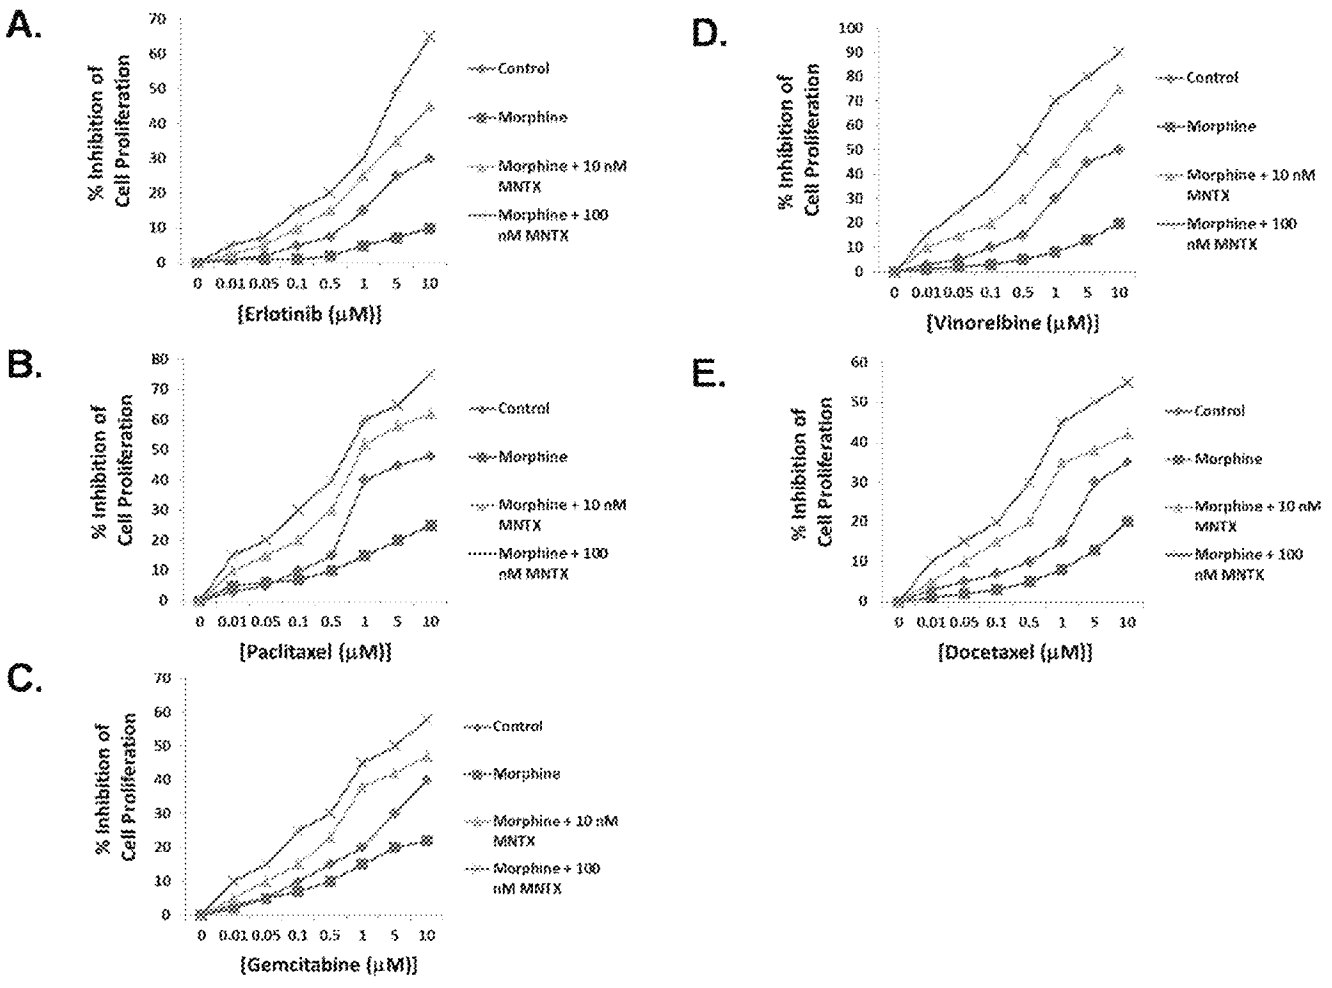 A.
% Inhibition of
Cell Proliferation
70
60
50
40
30
20
10
0
0 0.01 0.05 0.1 0.5 1 5 10
[Erlotinib (μM)]
Control
Morphine
Morphine + 10 nM
MNTX
Morphine + 100
nM MNTX
B.
% Inhibition of
Cell Proliferation
80
70
60
50
40
30
20
10
0
0 0.01 0.05 0.1 0.5 1 5 10
[Paclitaxel (μM)]
Control
Morphine
Morphine + 10 nM
MNTX
Morphine + 100
nM MNTX
C.
% Inhibition of
Cell Proliferation
70
60
50
40
30
20
10
0
0 0.01 0.05 0.1 0.5 1 5 10
[Gemcitabine (μM)]
Control
Morphine
Morphine + 10 nM
MNTX
Morphine + 100
nM MNTX
D.
% Inhibition of
Cell Proliferation
100
90
80
70
60
50
40
30
20
10
0
0 0.01 0.05 0.1 0.5 1 5 10
[Vinorelbine (μM)]
Control
Morphine
Morphine + 10 nM
MNTX
Morphine + 100
nM MNTX
E.
% Inhibition of
Cell Proliferation
60
50
40
30
20
10
0
0 0.01 0.05 0.1 0.5 1 5 10
[Docetaxel (μM)]
Control
Morphine
Morphine + 10 nM
MNTX
Morphine + 100
nM MNTX